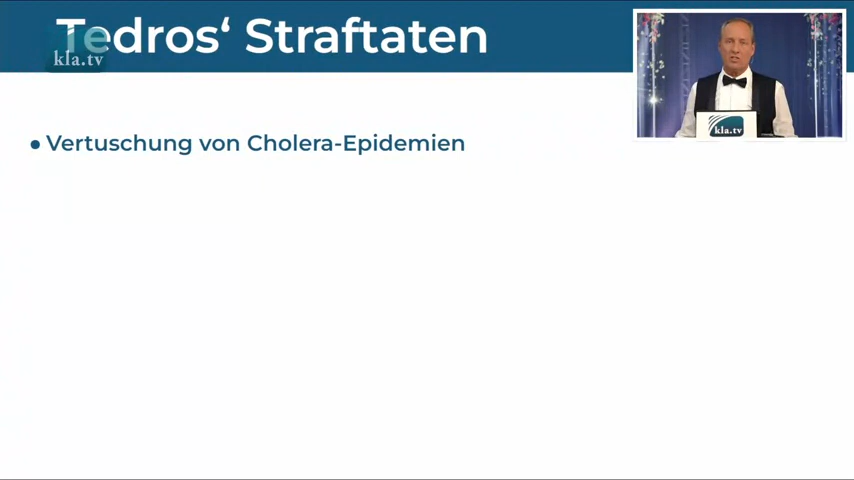 Tedros‘ Straftaten
kla.tv
kla.tv
● Vertuschung von Cholera-Epidemien